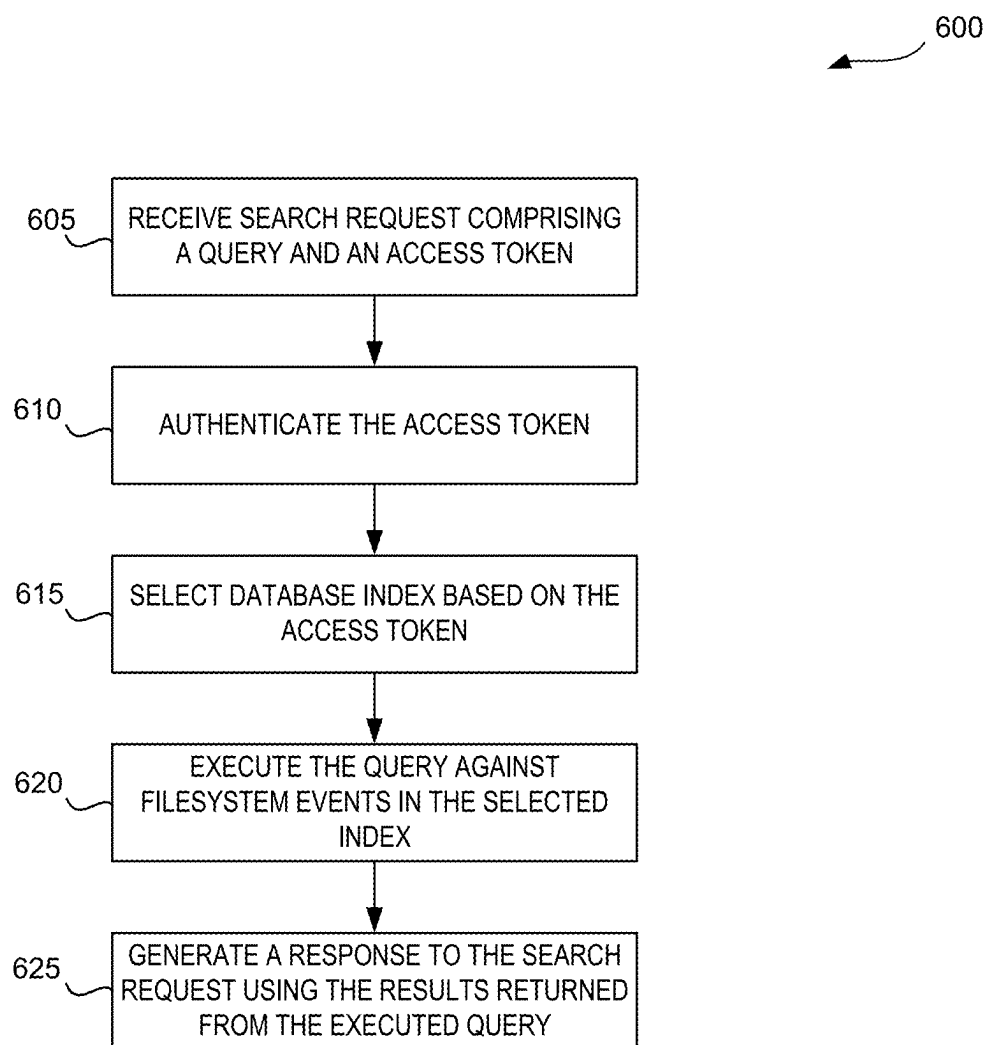 600
605
RECEIVE SEARCH REQUEST COMPRISING
A QUERY AND AN ACCESS TOKEN
610
AUTHENTICATE THE ACCESS TOKEN
615
SELECT DATABASE INDEX BASED ON THE
ACCESS TOKEN
620
EXECUTE THE QUERY AGAINST
FILESYSTEM EVENTS IN THE SELECTED
INDEX
625
GENERATE A RESPONSE TO THE SEARCH
REQUEST USING THE RESULTS RETURNED
FROM THE EXECUTED QUERY